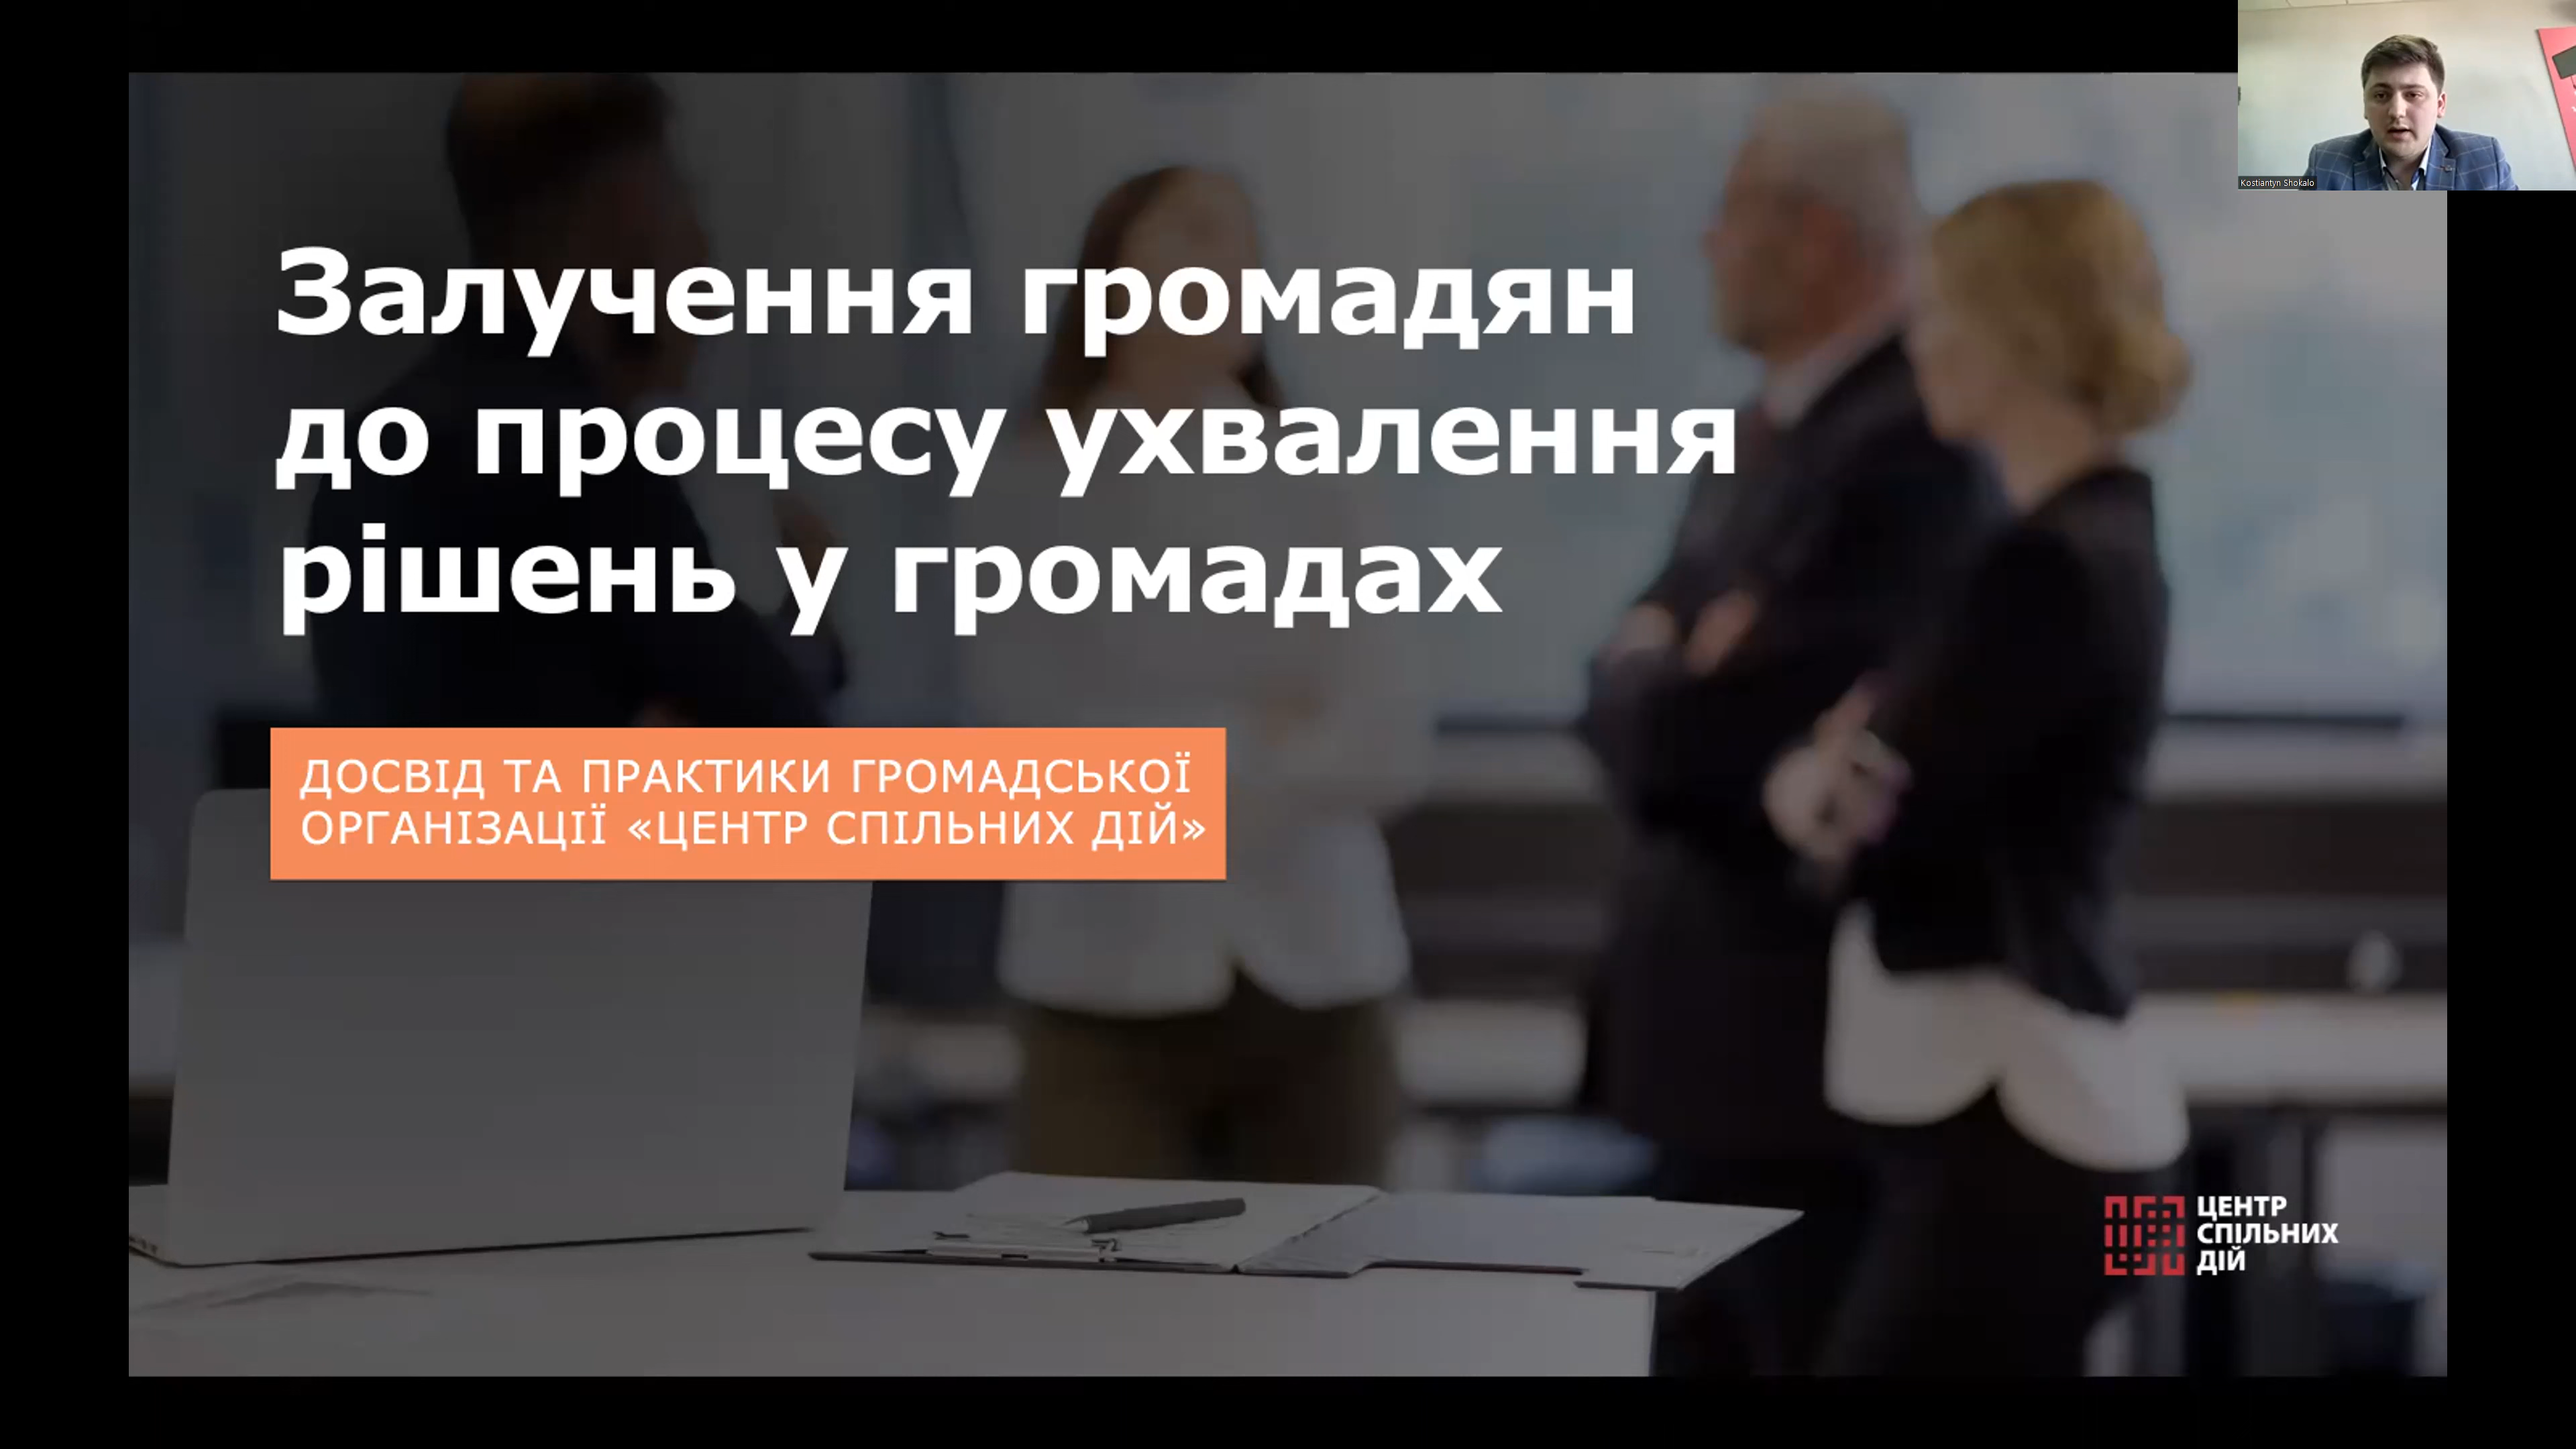 Kostiantyn Shokalo
Залучення громадян
до процесу ухвалення
рішень у громадах
ДОСВІД ТА ПРАКТИКИ ГРОМАДСЬКОЇ
ОРГАНІЗАЦІЇ «ЦЕНТР СПІЛЬНИХ ДІЙ»
ЦЕНТР
СПІЛЬНИХ
ДІЙ